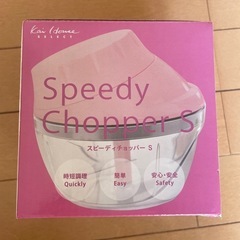 Kai House
SELECT
Speedy
Chopper S
スピーディチョッパー S
時短調理 簡単 安心・安全
Quickly Easy Safety